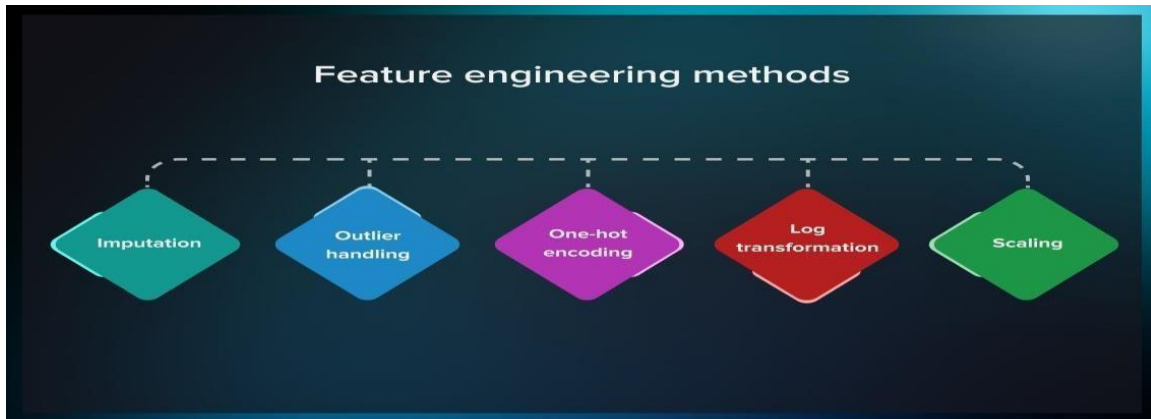 Feature engineering methods
Imputation
Outlier
handling
One-hot
encoding
Log
transformation
Scaling